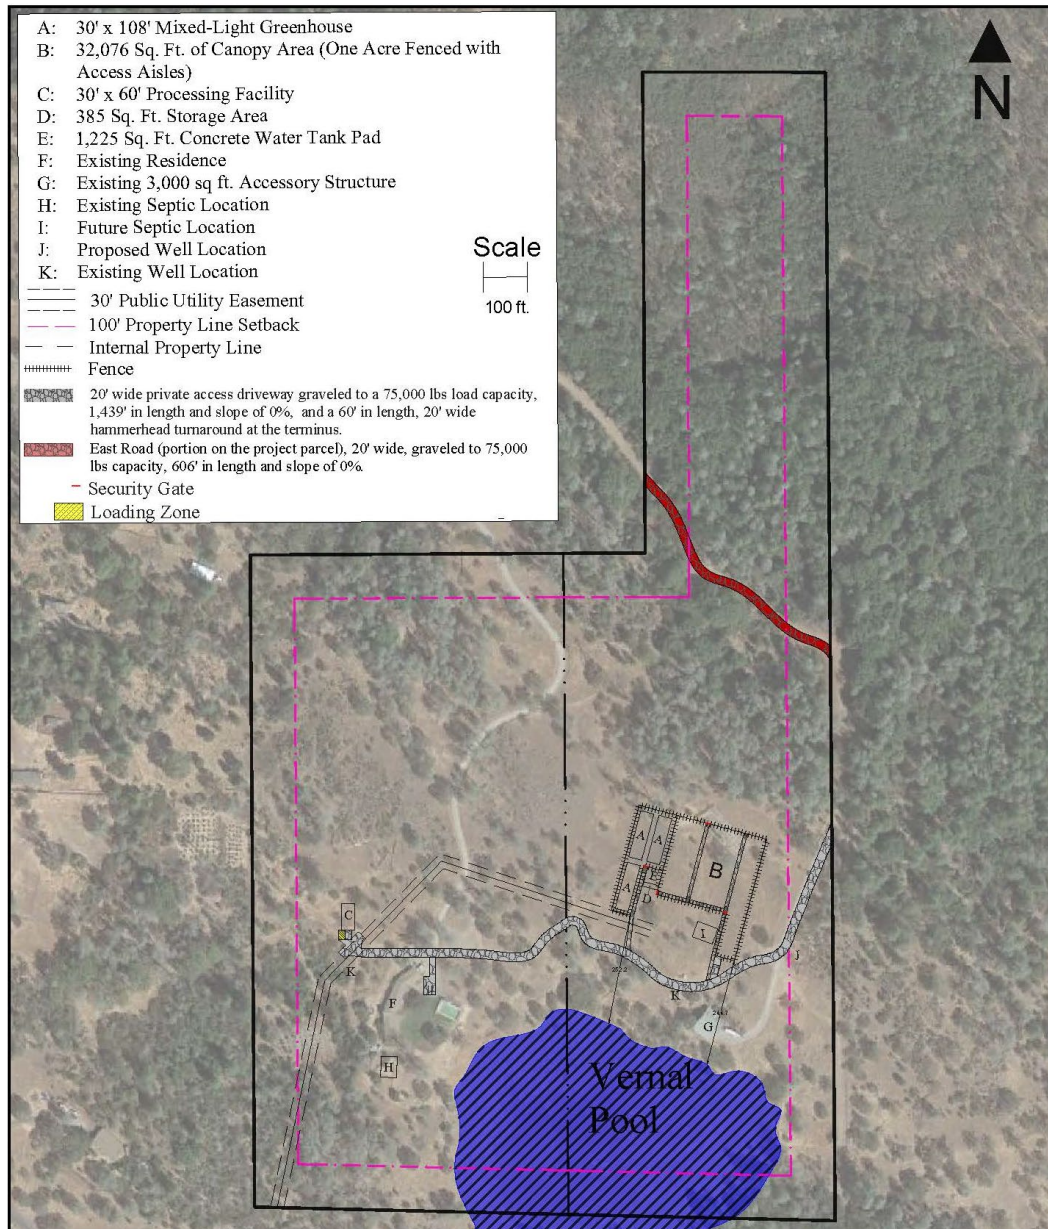 A: 30' x 108' Mixed-Light Greenhouse
B: 32,076 Sq. Ft. of Canopy Area (One Acre Fenced with
Access Aisles)
C: 30' x 60' Processing Facility
D: 385 Sq. Ft. Storage Area
E: 1,225 Sq. Ft. Concrete Water Tank Pad
F: Existing Residence
G: Existing 3,000 sq ft. Accessory Structure
H: Existing Septic Location
I: Future Septic Location
J: Proposed Well Location
K: Existing Well Location
30' Public Utility Easement
100' Property Line Setback
Internal Property Line
Fence
20' wide private access driveway graveled to a 75,000 lbs load capacity,
1,439' in length and slope of 0%, and a 60' in length, 20' wide
hammerhead turnaround at the terminus.
East Road (portion on the project parcel), 20' wide, graveled to 75,000
lbs capacity, 606' in length and slope of 0%.
Security Gate
Loading Zone
Scale
100 ft.
N
A
A
B
E
A
D
C
I
J
K
252.2
K
F
G
H
Vernal
Pool